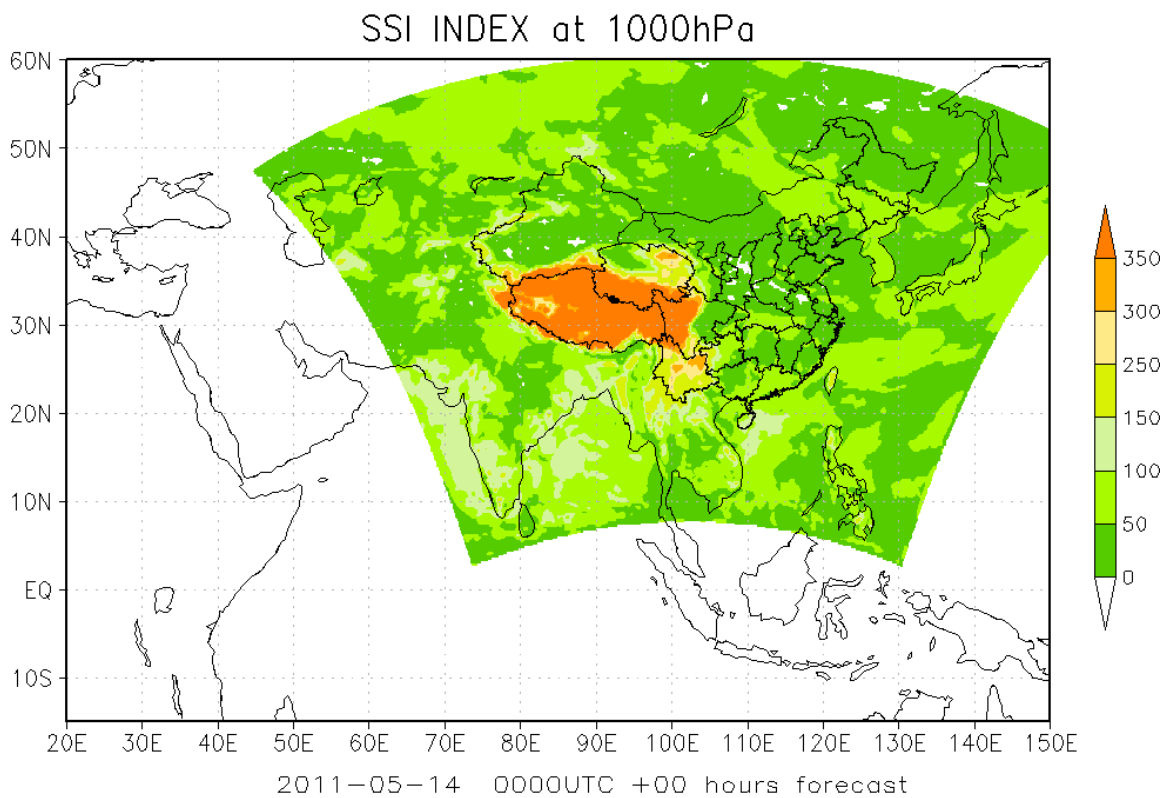 SSI INDEX at 1000hPa
60N
50N
40N
30N
20N
10N
EQ
10S
20E 30E 40E 50E 60E 70E 80E 90E 100E 110E 120E 130E 140E 150E
350
300
250
150
100
50
0
2011-05-14 0000UTC +00 hours forecast